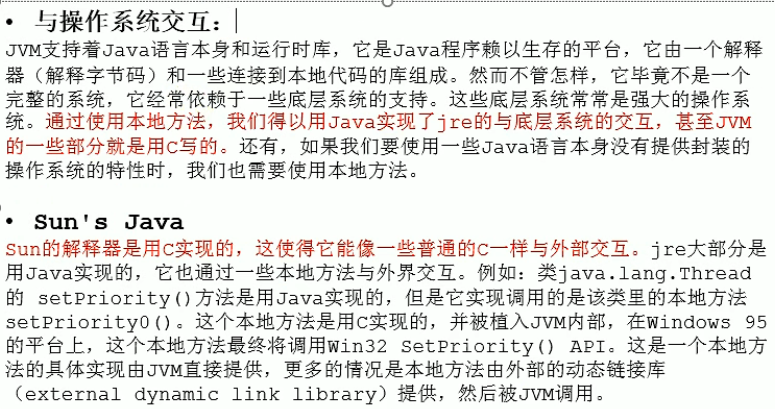 • 与操作系统交互：
JVM支持着Java语言本身和运行时库，它是Java程序赖以生存的平台，它由一个解释
器（解释字节码）和一些连接到本地代码的库组成。然而不管怎样，它毕竟不是一个
完整的系统，它经常依赖于一些底层系统的支持。这些底层系统常常是强大的操作系
统。通过使用本地方法，我们得以用Java实现了jre的与底层系统的交互，甚至JVM
的一些部分就是用C写的。还有，如果我们要使用一些Java语言本身没有提供封装的
操作系统的特性时，我们也需要使用本地方法。
• Sun's Java
Sun的解释器是用C实现的，这使得它能像一些普通的C一样与外部交互。jre大部分是
用Java实现的，它也通过一些本地方法与外界交互。例如：类java.lang.Thread
的 setPriority()方法是用Java实现的，但是它实现调用的是该类里的本地方法
setPriority0()。这个本地方法是用C实现的，并被植入JVM内部，在Windows 95
的平台上，这个本地方法最终将调用Win32 SetPriority() API。这是一个本地方
法的具体实现由JVM直接提供，更多的情况是本地方法由外部的动态链接库
（external dynamic link library）提供，然后被JVM调用。